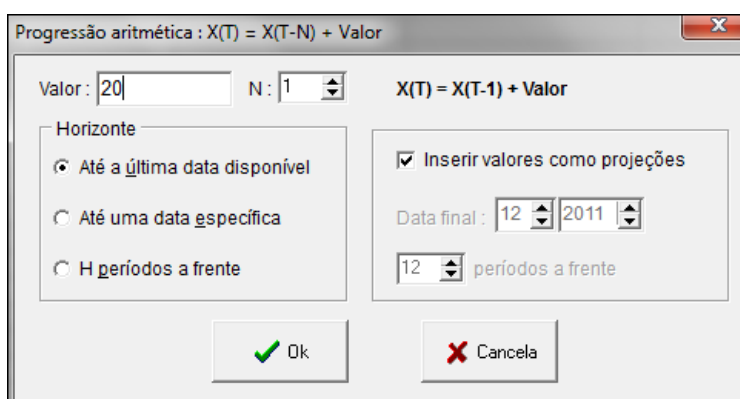 Progressão aritmética : X(T) = X(T-N) + Valor
X
Valor : 20 N : 1 X(T) = X(T-1) + Valor
Horizonte
Até a última data disponível
Até uma data específica
H períodos a frente
Inserir valores como projeções
Data final : 12 2011
12 períodos a frente
Ok Cancela